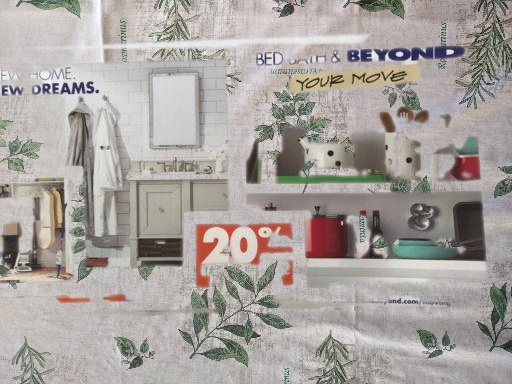 BED BATH & BEYOND
YOUR MOVE
EW HOME.
EW DREAMS.
20%
yond.com/moving